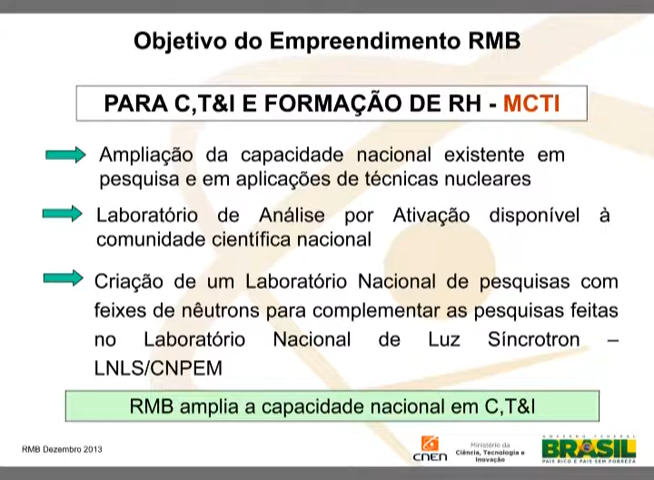 Objetivo do Empreendimento RMB
PARA C,T&I E FORMAÇÃO DE RH - MCTI
Ampliação da capacidade nacional existente em
pesquisa e em aplicações de técnicas nucleares
Laboratório de Análise por Ativação disponível à
comunidade científica nacional
Criação de um Laboratório Nacional de pesquisas com
feixes de nêutrons para complementar as pesquisas feitas
no Laboratório Nacional de Luz Síncrotron –
LNLS/CNPEM
RMB amplia a capacidade nacional em C,T&I
RMB Dezembro 2013
CNEN
Ministério da
Ciência, Tecnologia e
Inovação
GOVERNO FEDERAL
BRASIL
PAÍS RICO É PAÍS SEM POBREZA